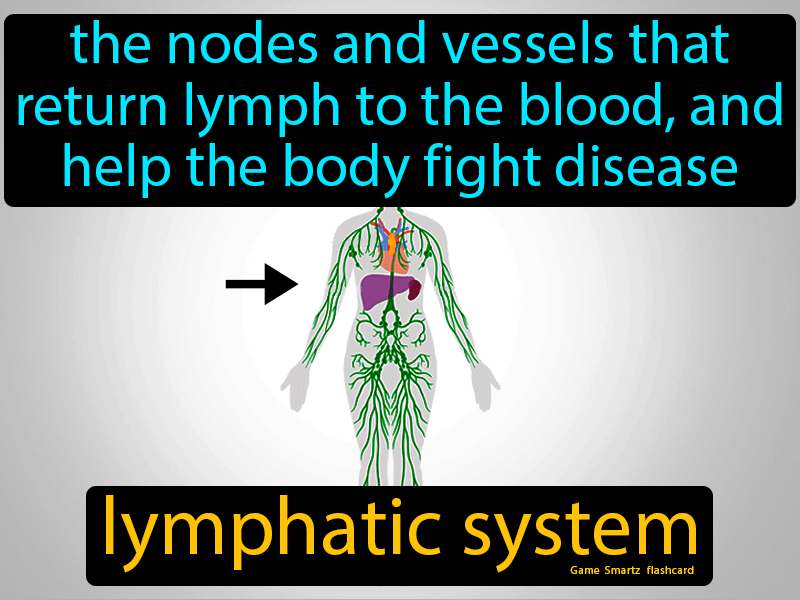 the nodes and vessels that
return lymph to the blood, and
help the body fight disease
lymphatic system
Game Smartz flashcard